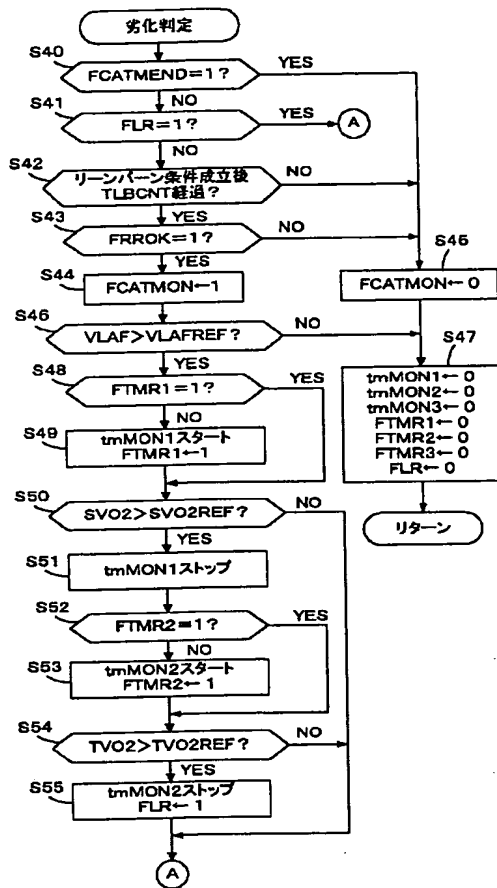 劣化判定
S40
FCATMEND=1?
YES
NO
S41
FLR=1?
YES
A
NO
S42
リーンバーン条件成立後
TLBCNT経過?
NO
YES
S43
FRROK=1?
NO
YES
S44
FCATMON←1
S45
FCATMON←0
S46
VLAF>VLAFREF?
NO
YES
S47
tmMON1←0
tmMON2←0
tmMON3←0
FTMR1←0
FTMR2←0
FTMR3←0
FLR←0
リターン
S48
FTMR1=1?
YES
NO
S49
tmMON1スタート
FTMR1←1
S50
SVO2>SVO2REF?
NO
YES
S51
tmMON1ストップ
S52
FTMR2=1?
YES
NO
S53
tmMON2スタート
FTMR2←1
S54
TVO2>TVO2REF?
NO
YES
S55
tmMON2ストップ
FLR←1
A